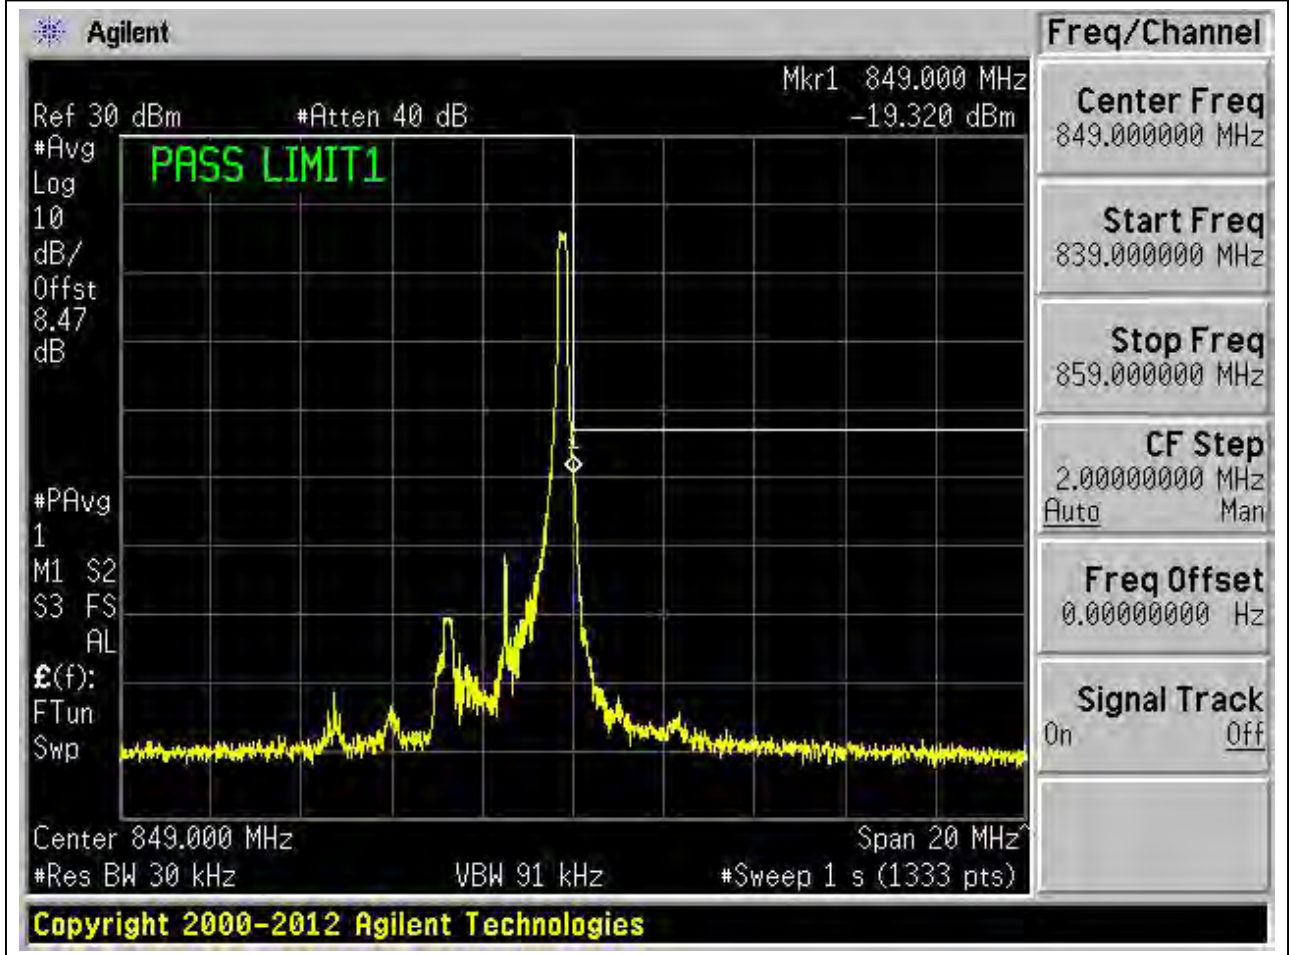 Agilent
Freq/Channel
Mkr1 849.000 MHz
Ref 30 dBm #Atten 40 dB -19.320 dBm
#Avg
Log
10
dB/
Offst
8.47
dB
PASS LIMIT1
1
#PAvg
1
M1 S2
S3 FS
AL
£(f):
FTun
Swp
Center 849.000 MHz Span 20 MHz^
#Res BW 30 kHz VBW 91 kHz #Sweep 1 s (1333 pts)
Center Freq
849.000000 MHz
Start Freq
839.000000 MHz
Stop Freq
859.000000 MHz
CF Step
2.00000000 MHz
Auto Man
Freq Offset
0.00000000 Hz
Signal Track
On Off
Copyright 2000-2012 Agilent Technologies